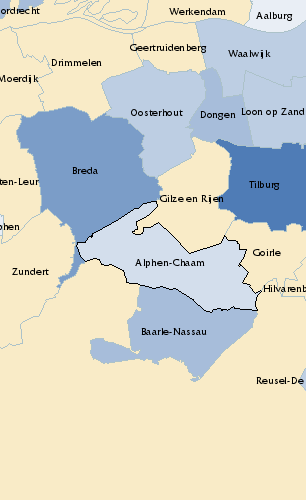 ordrecht
Werkendam
Aalburg
Geertruidenberg
Waalwijk
Drimmelen
Moerdijk
Oosterhout
Dongen
Loon op Zand
Breda
ten-Leur
Tilburg
Gilze en Rijen
phen
Goirle
Alphen-Chaam
Zundert
Hilvarenb
Baarle-Nassau
Reusel-De